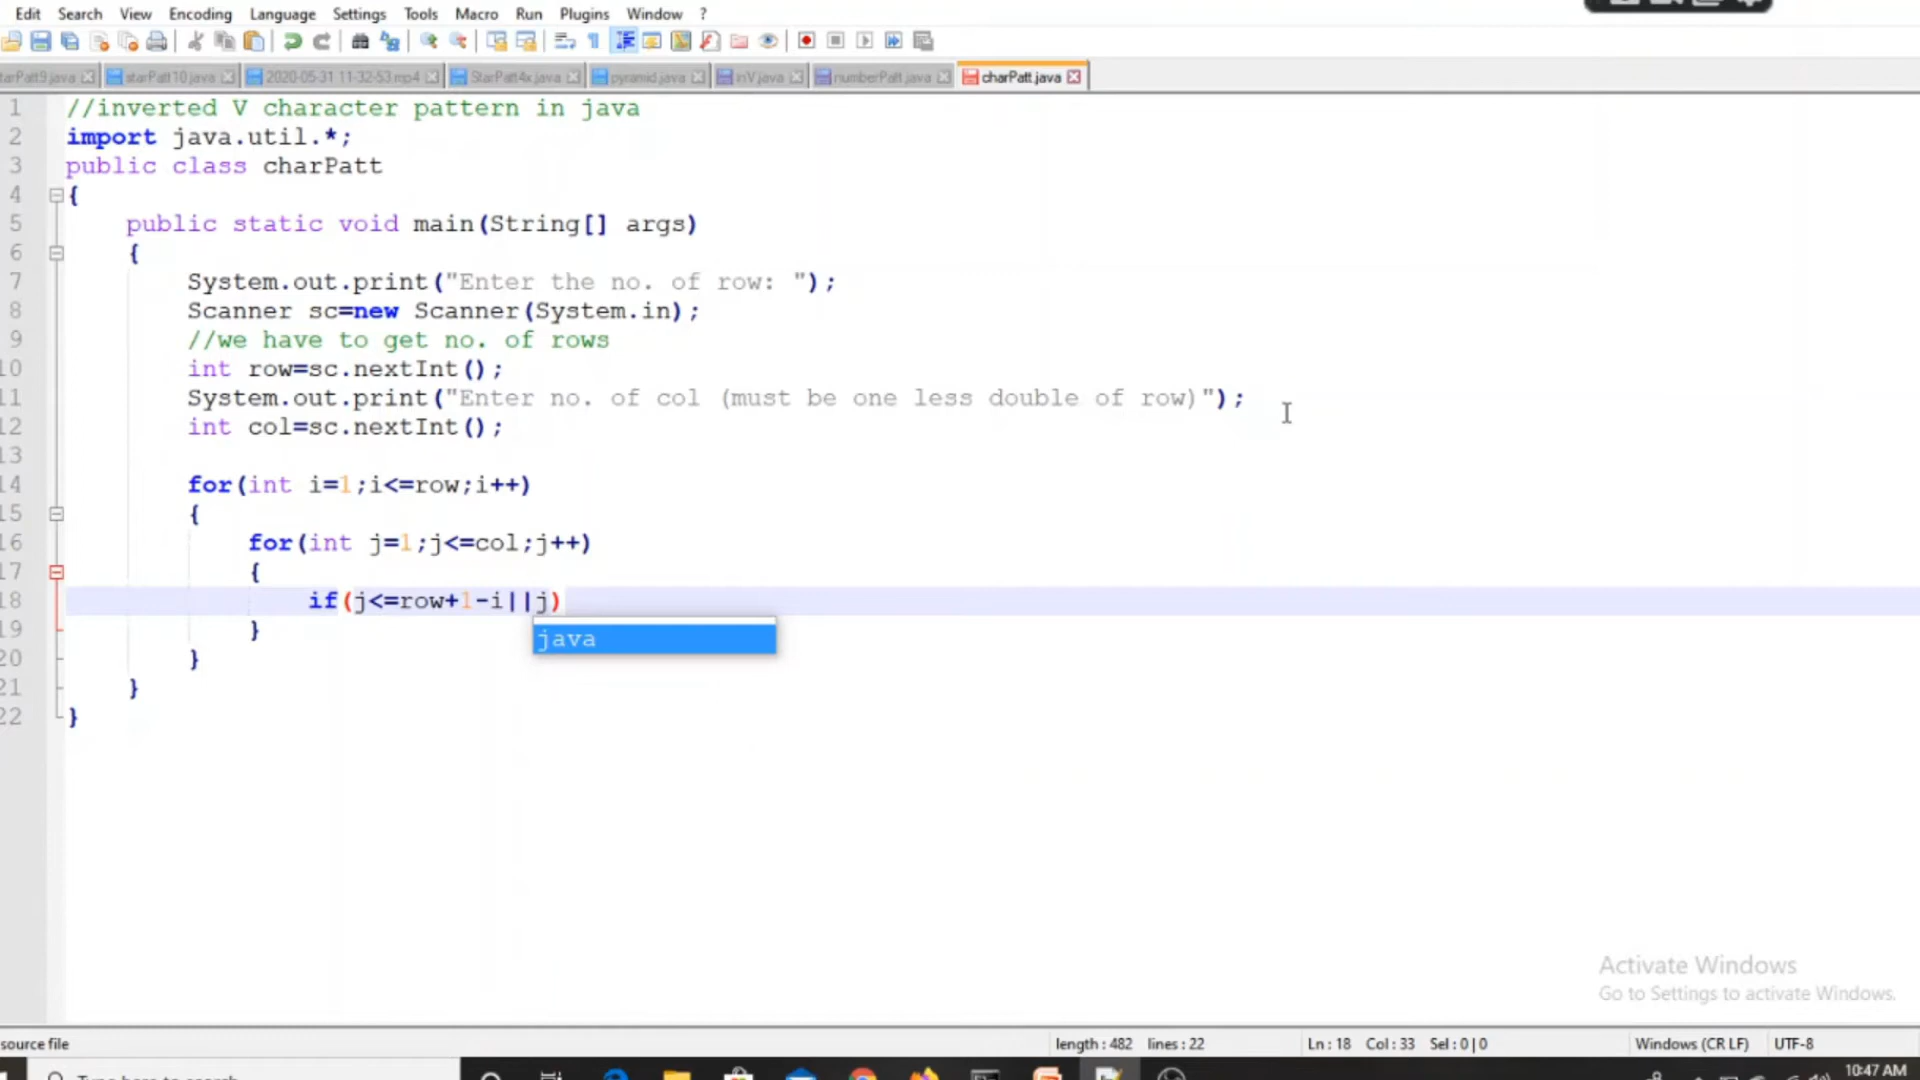 Edit Search View Encoding Language Settings Tools Macro Run Plugins Window ?
tarPatt9.java starPatt10.java 2020-05-31 11-32-53.mp4 StarPatt4x.java pyramid.java inV.java numberPatt.java charPatt.java
1 //inverted V character pattern in java
2 import java.util.*;
3 public class charPatt
4 {
5 public static void main(String[] args)
6 {
7 System.out.print("Enter the no. of row: ");
8 Scanner sc=new Scanner(System.in);
9 //we have to get no. of rows
10 int row=sc.nextInt();
11 System.out.print("Enter no. of col (must be one less double of row)");
12 int col=sc.nextInt();
13
14 for(int i=1;i<=row;i++)
15 {
16 for(int j=1;j<=col;j++)
17 {
18 if(j<=row+1-i||j)
19 }
java
20 }
21 }
22 }
Activate Windows
Go to Settings to activate Windows.
source file length : 482 lines : 22 Ln : 18 Col : 33 Sel : 0 | 0 Windows (CR LF) UTF-8
Type here to search
10:47 AM